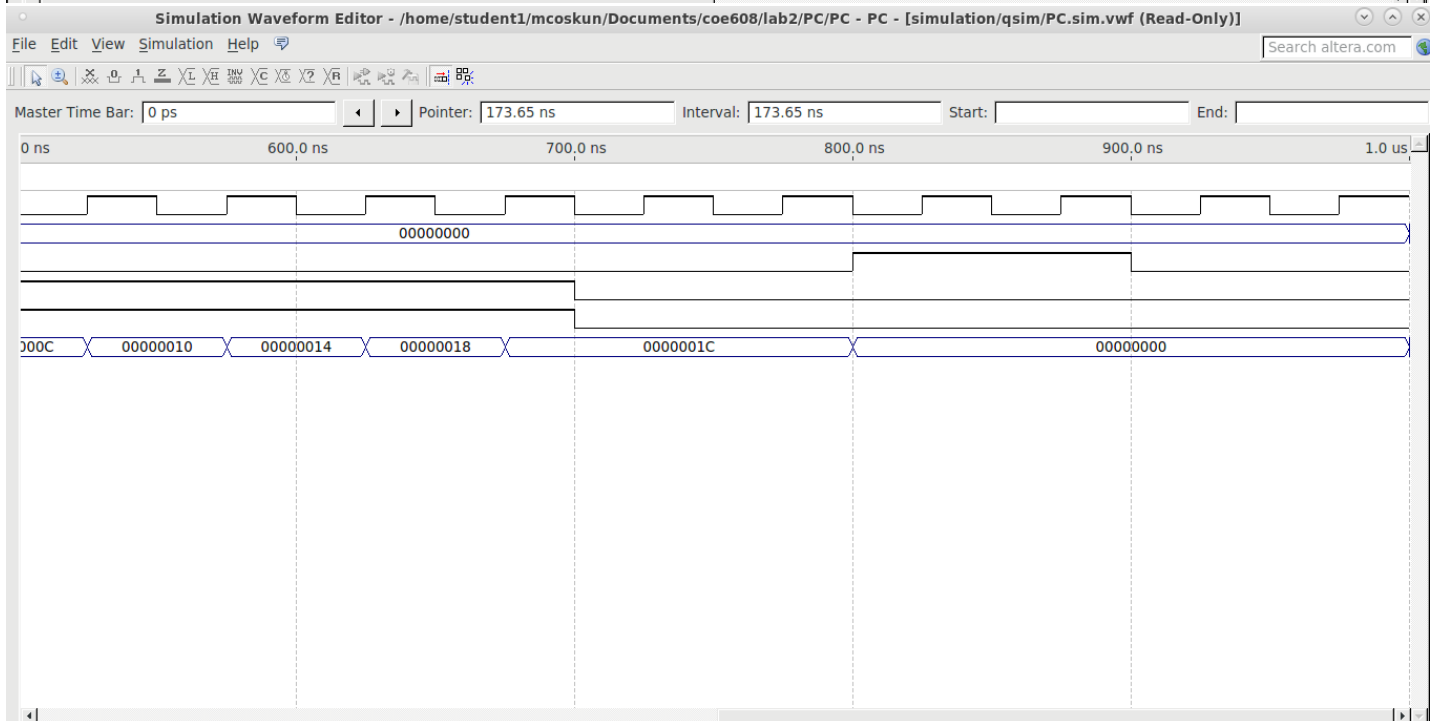 Simulation Waveform Editor - /home/student1/mcoskun/Documents/coe608/lab2/PC/PC - PC - [simulation/qsim/PC.sim.vwf (Read-Only)]
File Edit View Simulation Help
Search altera.com
Master Time Bar: 0 ps Pointer: 173.65 ns Interval: 173.65 ns Start: End:
0 ns 600.0 ns 700.0 ns 800.0 ns 900.0 ns 1.0 us
00000000
000C 00000010 00000014 00000018 0000001C 00000000